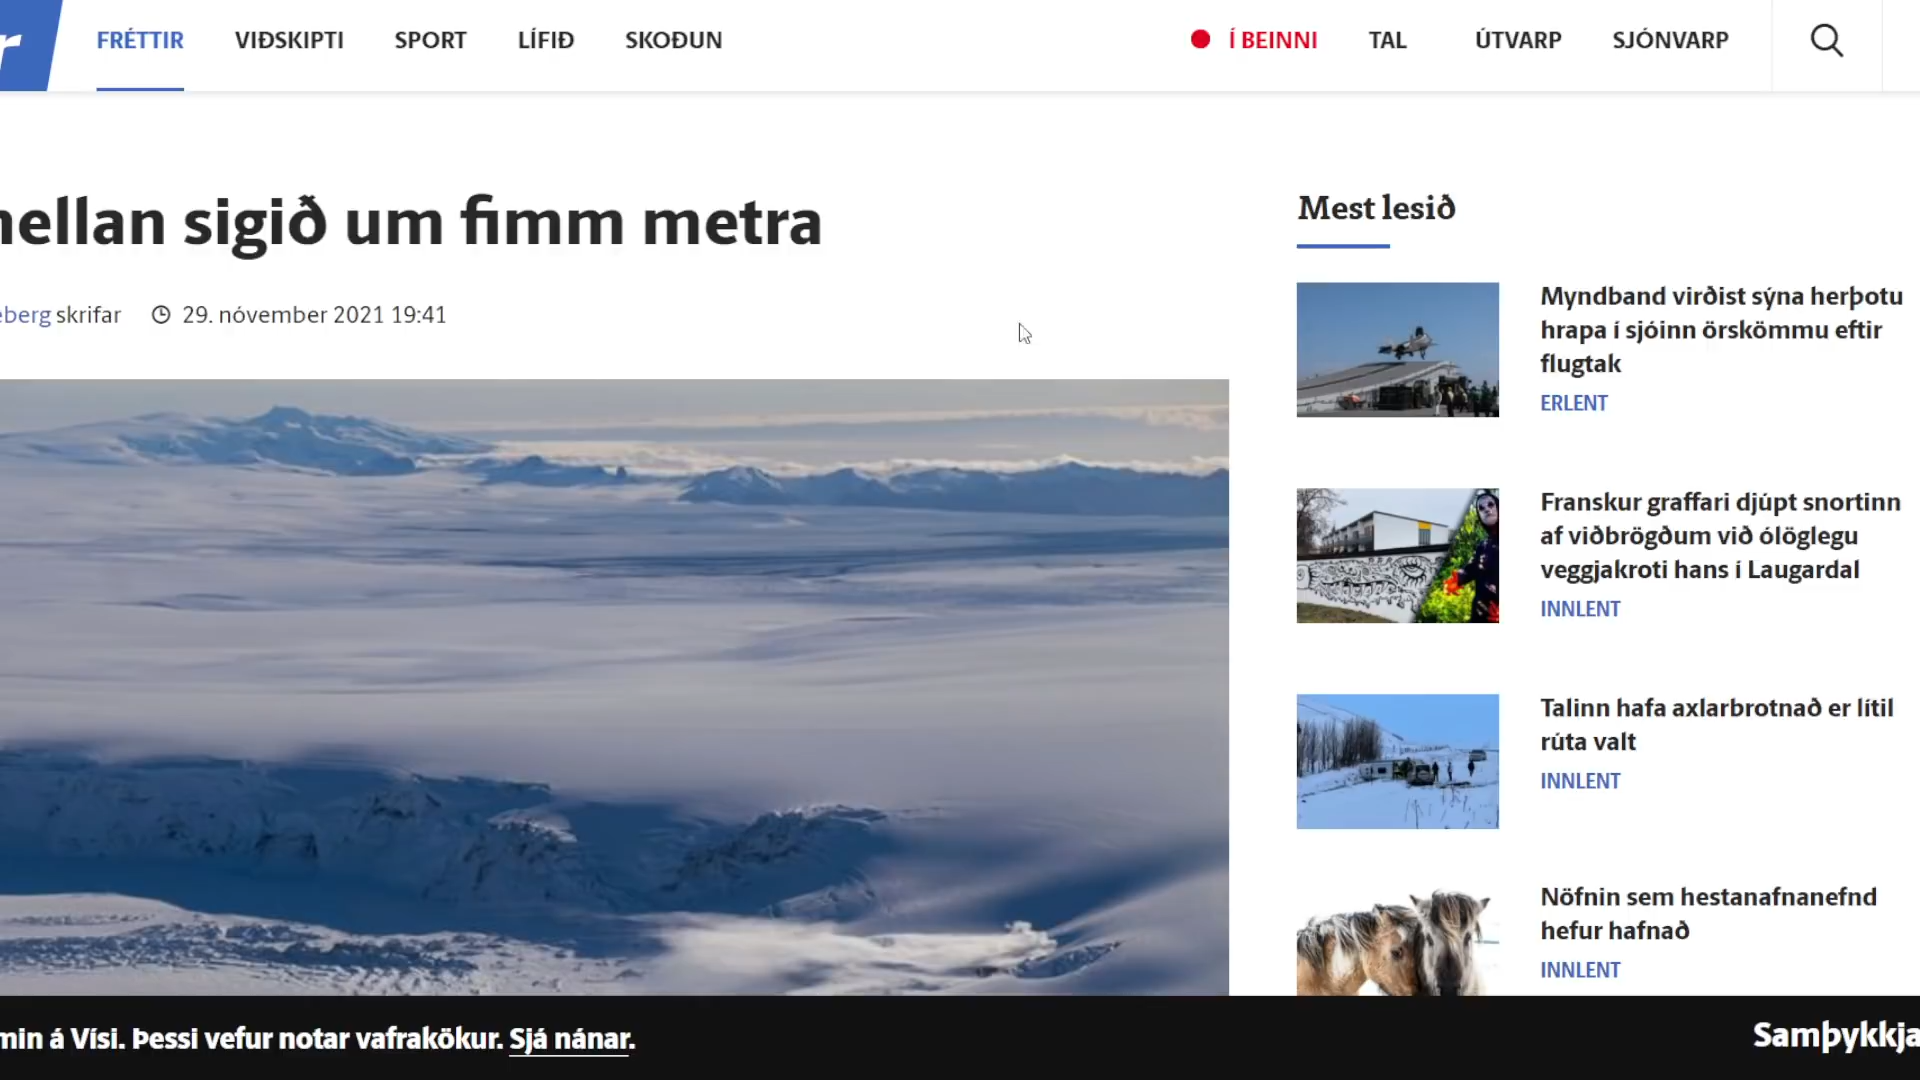 r FRÉTTIR VIÐSKIPTI SPORT LÍFIÐ SKOÐUN Í BEINNI TAL ÚTVARP SJÓNVARP
hellan sigið um fimm metra
eberg skrifar 29. nóvember 2021 19:41
Mest lesið
Myndband virðist sýna herþotu
hrapa í sjóinn örskömmu eftir
flugtak
ERLENT
Franskur graffari djúpt snortinn
af viðbrögðum við ólöglegu
veggjakroti hans í Laugardal
INNLENT
Talinn hafa axlarbrotnað er lítil
rúta valt
INNLENT
Nöfnin sem hestanafnanefnd
hefur hafnað
INNLENT
min á Vísi. Þessi vefur notar vafrakökur. Sjá nánar.
Samþykkja